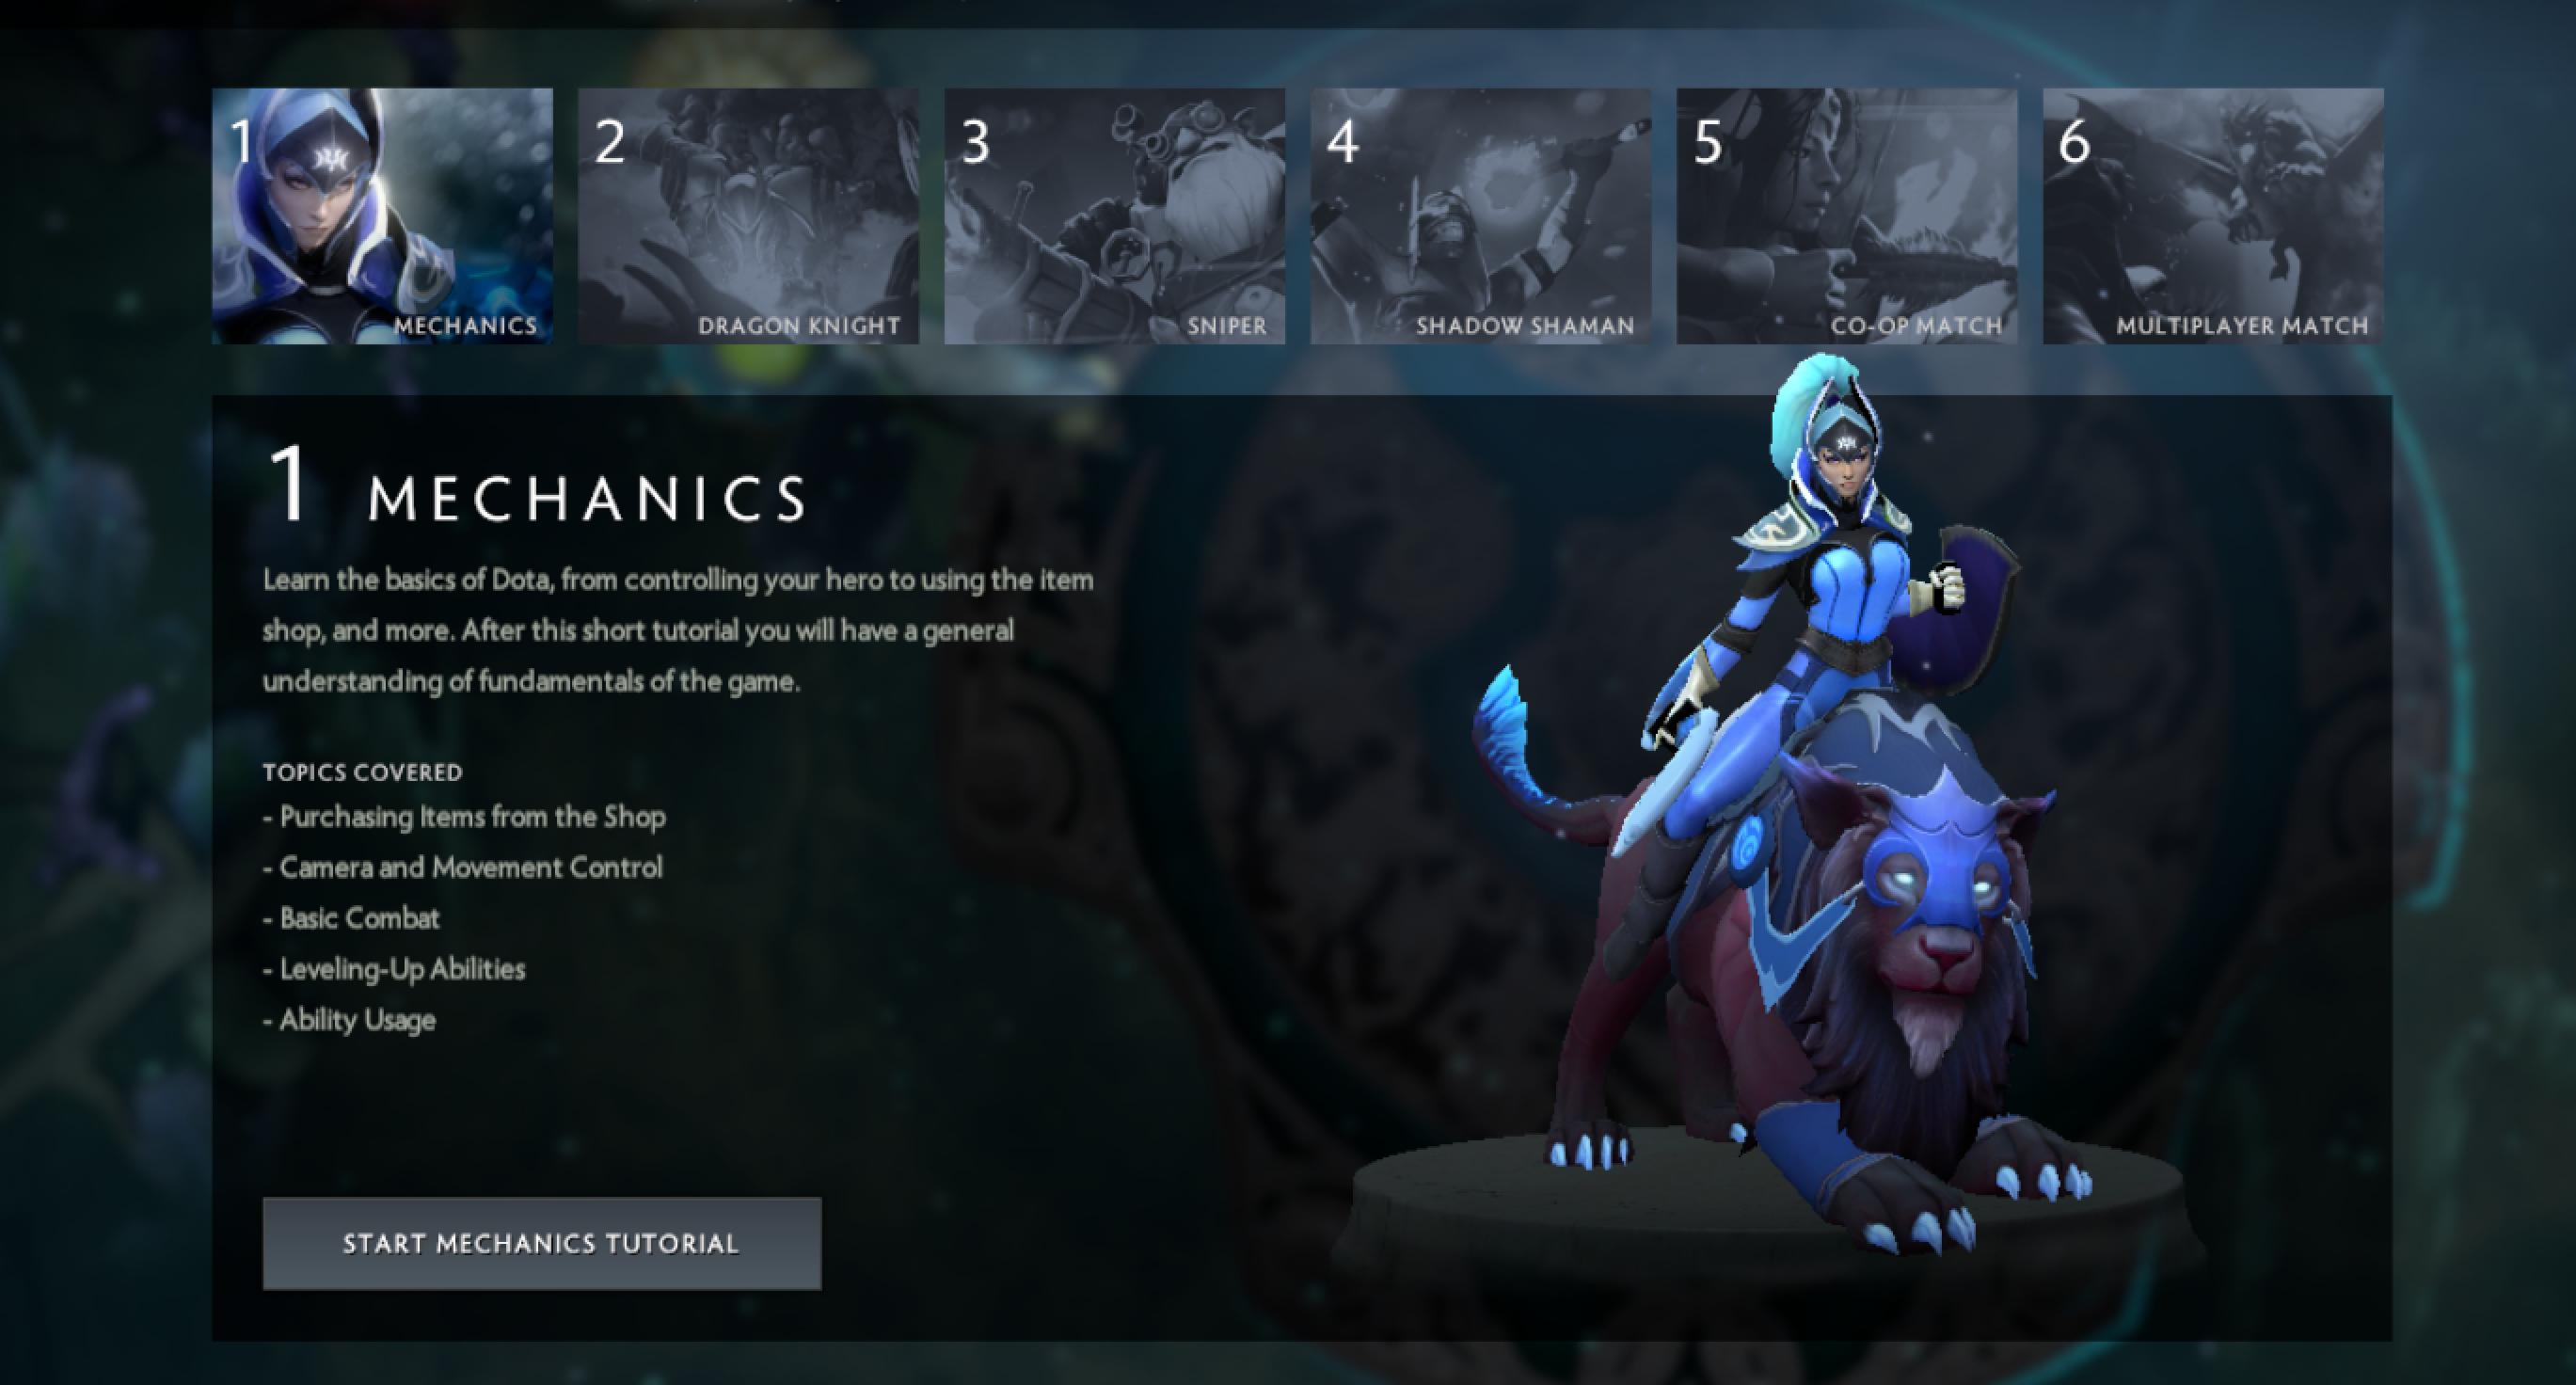 1
MECHANICS
2
DRAGON KNIGHT
3
SNIPER
4
SHADOW SHAMAN
5
CO-OP MATCH
6
MULTIPLAYER MATCH
1 MECHANICS
Learn the basics of Dota, from controlling your hero to using the item
shop, and more. After this short tutorial you will have a general
understanding of fundamentals of the game.
TOPICS COVERED
- Purchasing Items from the Shop
- Camera and Movement Control
- Basic Combat
- Leveling-Up Abilities
- Ability Usage
START MECHANICS TUTORIAL